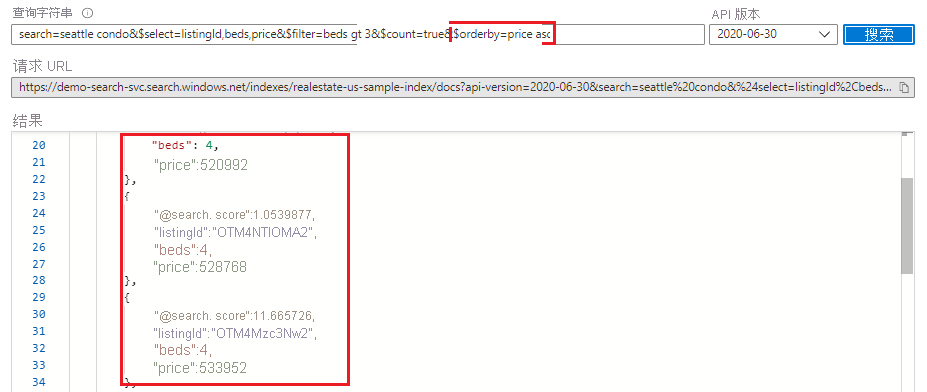 查询字符串
API 版本
search=seattle condo&$select=listingId,beds,price&$filter=beds gt 3&$count=true&$orderby=price asc
2020-06-30
搜索
请求 URL
https://demo-search-svc.search.windows.net/indexes/realestate-us-sample-index/docs?api-version=2020-06-30&search=seattle%20condo&%24select=listingId%2Cbeds...
结果
20 "beds": 4,
21 "price":520992
22 },
23 {
24 "@search. score":1.0539877,
25 "listingId":"OTM4NTIOMA2",
26 "beds":4,
27 "price":528768
28 },
29 {
30 "@search. score":11.665726,
31 "listingId":"OTM4Mzc3Nw2",
32 "beds":4,
33 "price":533952
34 },